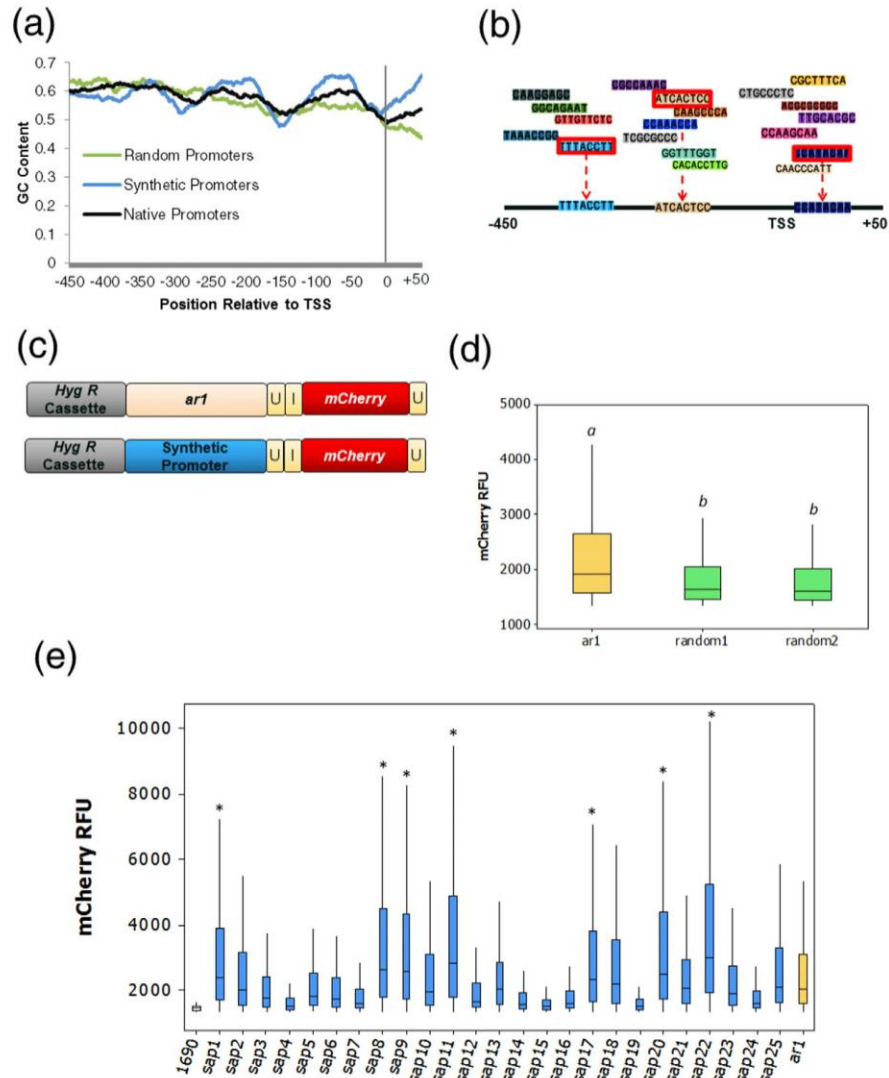 (a)
0.7
0.6
0.5
0.4
0.3
0.2
0.1
0
GC Content
Random Promoters
Synthetic Promoters
Native Promoters
-450 -400 -350 -300 -250 -200 -150 -100 -50 0 +50
Position Relative to TSS
(b)
CAAGGAGC
GGCAGAAT
GTTGTTCTC
TAAACCGG
TTTACCTT
CGCCAAAC
ATCACTCC
CAAGCCCA
CCAAACCA
TCGCGCCC
GGTTTGGT
CACACCTTG
CTGCCCTC
CGCTTTCA
TTGCACGC
CCAAGCAA
CAACCCATT
TTTACCTT ATCACTCC
-450 TSS +50
(c)
Hyg R
Cassette
ar1
U I mCherry U
Hyg R
Cassette
Synthetic
Promoter
U I mCherry U
(d)
5000
4000
3000
2000
1000
mCherry RFU
a
b
b
ar1 random1 random2
(e)
10000
8000
6000
4000
2000
mCherry RFU
* * * * * * *
1690 sap1 sap2 sap3 sap4 sap5 sap6 sap7 sap8 sap9 sap10 sap11 sap12 sap13 sap14 sap15 sap16 sap17 sap18 sap19 sap20 sap21 sap22 sap23 sap24 sap25 ar1